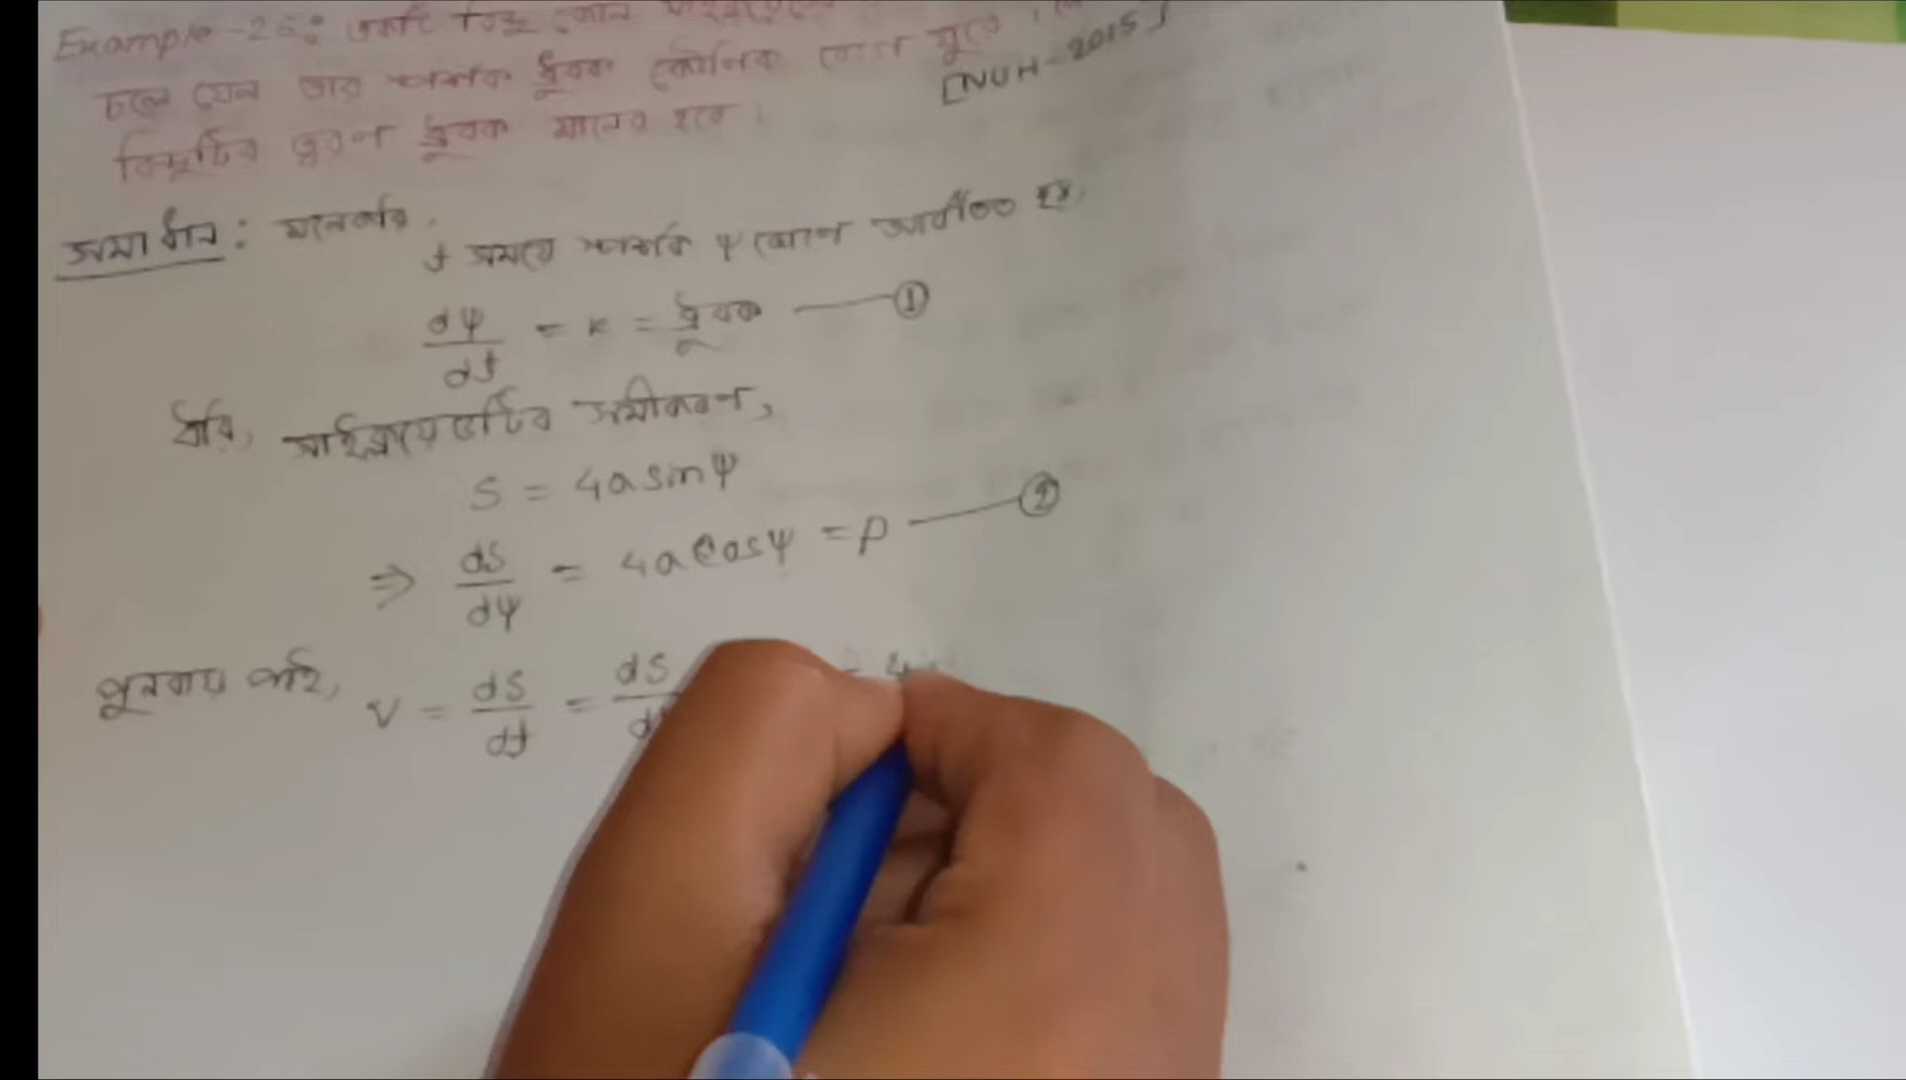 Example-26: একটি বিন্দু কোন
চলে যেন তার স্পর্শক ধ্রুবক কৌনিক বেগে ঘুরে।
[NUH-2015]
বিন্দুটির ত্বরণ ধ্রুবক মানের হবে।
সমাধান: মনেকরি,
t সময়ে স্পর্শক ψ কোণে আবর্তিত হয়,
dψ/dt = k = ধ্রুবক —— ①
ধরি, সাইক্লয়েডটির সমীকরণ,
S = 4a sinψ
⇒ ds/dψ = 4a cosψ = ρ —— ②
পুনরায় পাই, v = ds/dt = ds = 4